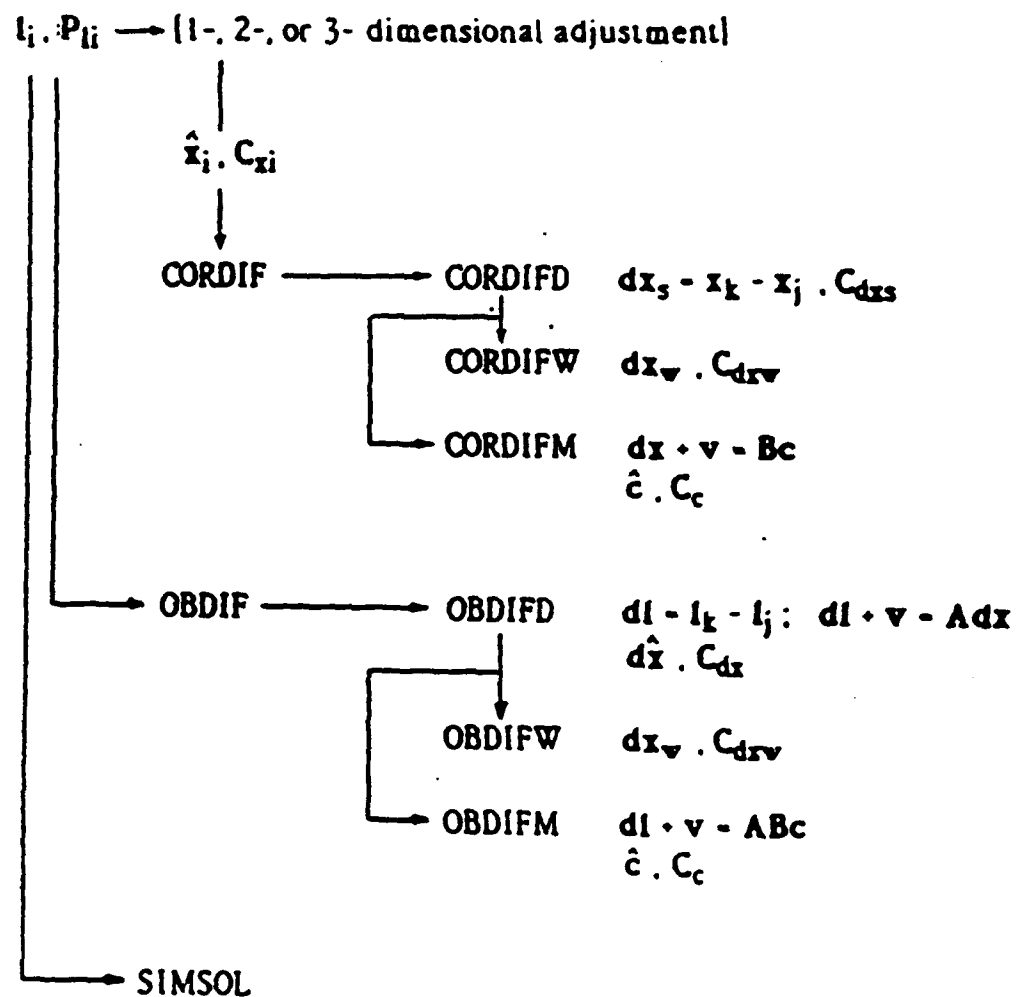 l_i, P_li → [1-, 2-, or 3- dimensional adjustment]
x̂_i, C_xi
CORDIF → CORDIFD dx_s = x_k - x_j, C_dxs
CORDIFW dx_w, C_dxw
CORDIFM dx + v = Bc
ĉ, C_c
OBDIF → OBDIFD dl = l_k - l_j; dl + v = Adx
dx̂, C_dx
OBDIFW dx_w, C_dxw
OBDIFM dl + v = ABc
ĉ, C_c
SIMSOL